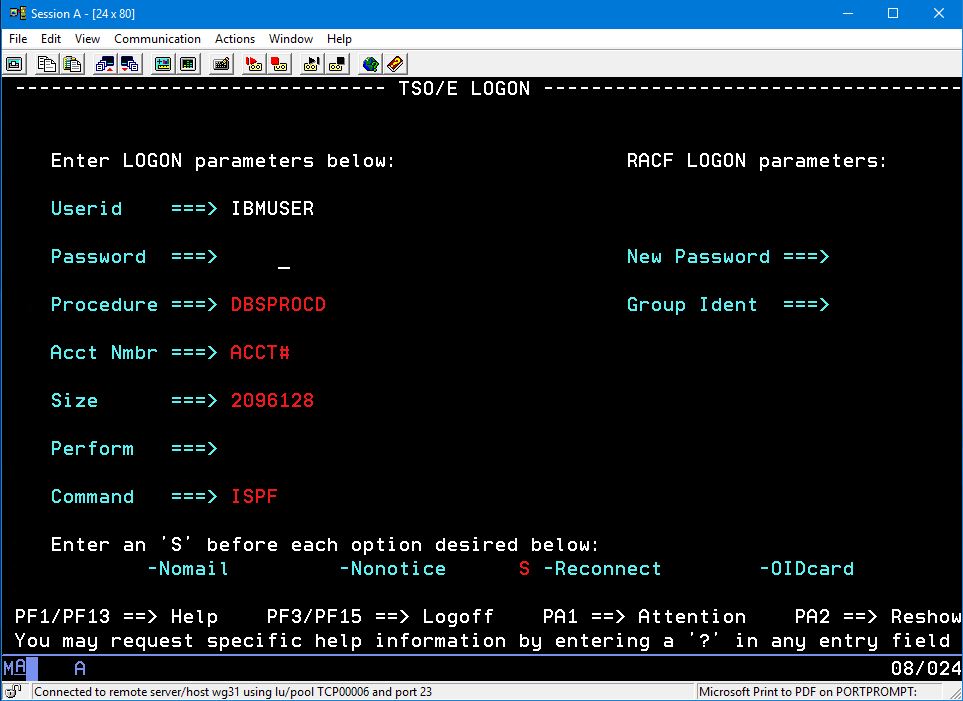 Session A - [24 x 80]
File Edit View Communication Actions Window Help
------------------------------- TSO/E LOGON -----------------------------------
Enter LOGON parameters below: RACF LOGON parameters:
Userid ===> IBMUSER
Password ===> _ New Password ===>
Procedure ===> DBSPROCD Group Ident ===>
Acct Nmbr ===> ACCT#
Size ===> 2096128
Perform ===>
Command ===> ISPF
Enter an 'S' before each option desired below:
-Nomail -Nonotice S -Reconnect -OIDcard
PF1/PF13 ==> Help PF3/PF15 ==> Logoff PA1 ==> Attention PA2 ==> Reshow
You may request specific help information by entering a '?' in any entry field
MA A 08/024
Connected to remote server/host wg31 using lu/pool TCP00006 and port 23 Microsoft Print to PDF on PORTPROMPT: